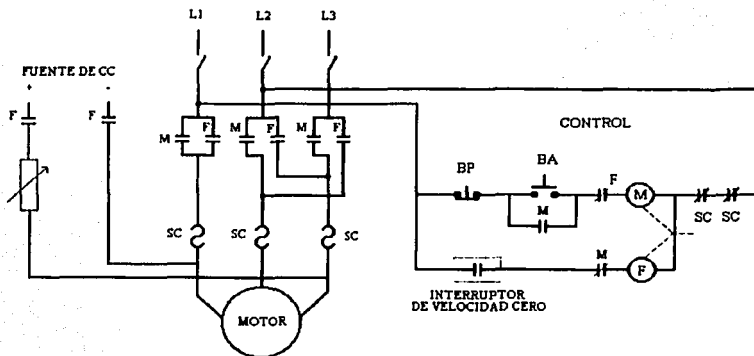 L1 L2 L3
FUENTE DE CC
- -
F F
M F M F M F
CONTROL
BP BA F
M
M
SC SC
SC SC SC
M
F
INTERRUPTOR
DE VELOCIDAD CERO
MOTOR